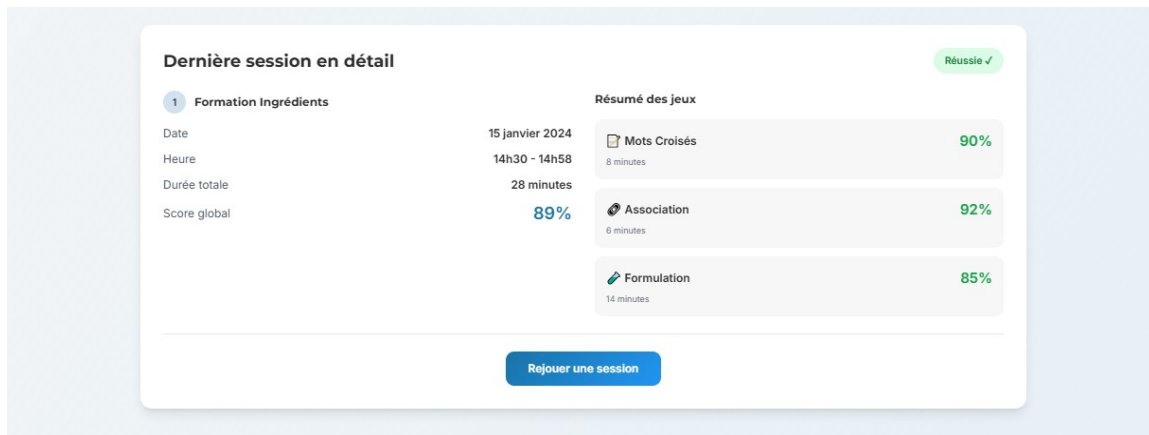 Dernière session en détail
Réussie ✓
1 Formation Ingrédients
Date 15 janvier 2024
Heure 14h30 - 14h58
Durée totale 28 minutes
Score global 89%
Résumé des jeux
Mots Croisés 90%
8 minutes
Association 92%
6 minutes
Formulation 85%
14 minutes
Rejouer une session